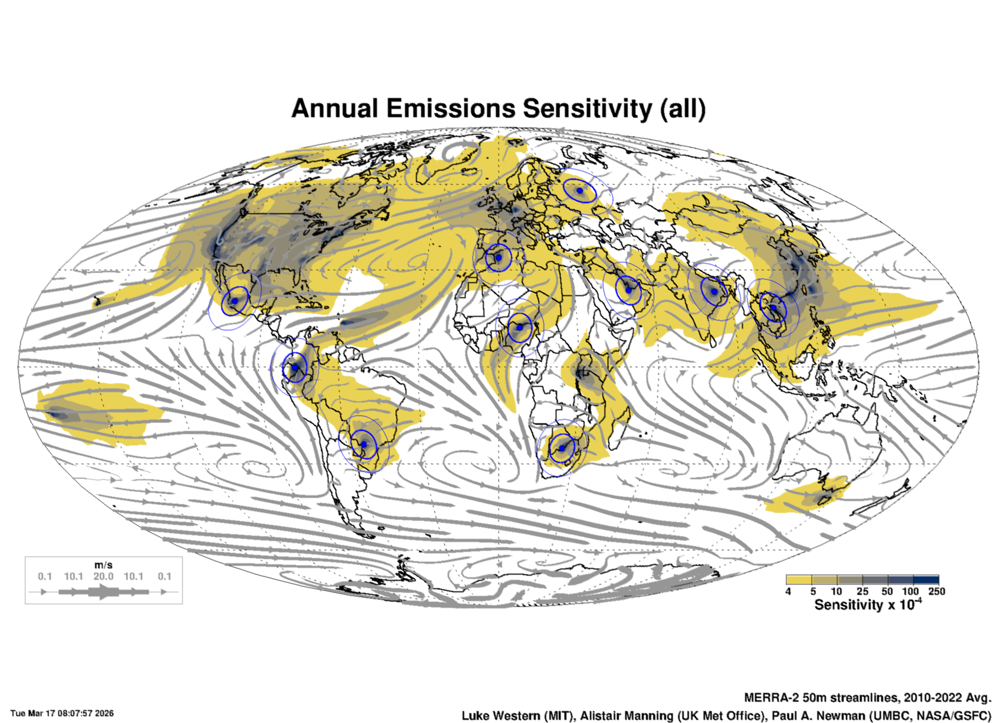 Annual Emissions Sensitivity (all)
m/s
0.1 10.1 20.0 10.1 0.1
4 5 10 25 50 100 250
Sensitivity x 10-4
MERRA-2 50m streamlines, 2010-2022 Avg.
Tue Mar 17 08:07:57 2026
Luke Western (MIT), Alistair Manning (UK Met Office), Paul A. Newman (UMBC, NASA/GSFC)